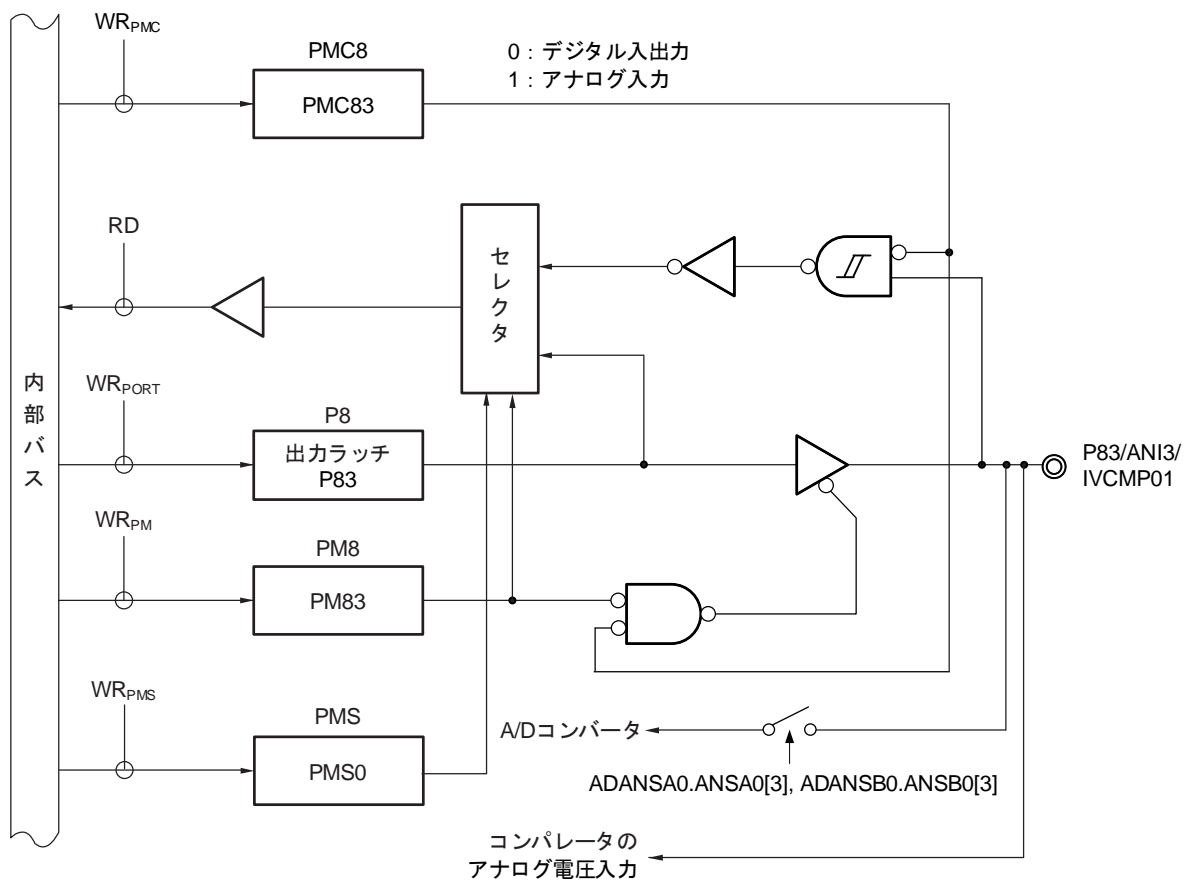 WRPMC
PMC8
PMC83
0：デジタル入出力
1：アナログ入力
RD
セレクタ
内部バス
WRPORT
P8
出力ラッチ
P83
P83/ANI3/
IVCMP01
WRPM
PM8
PM83
WRPMS
PMS
PMS0
A/Dコンバータ
ADANSA0.ANSA0[3], ADANSB0.ANSB0[3]
コンパレータの
アナログ電圧入力